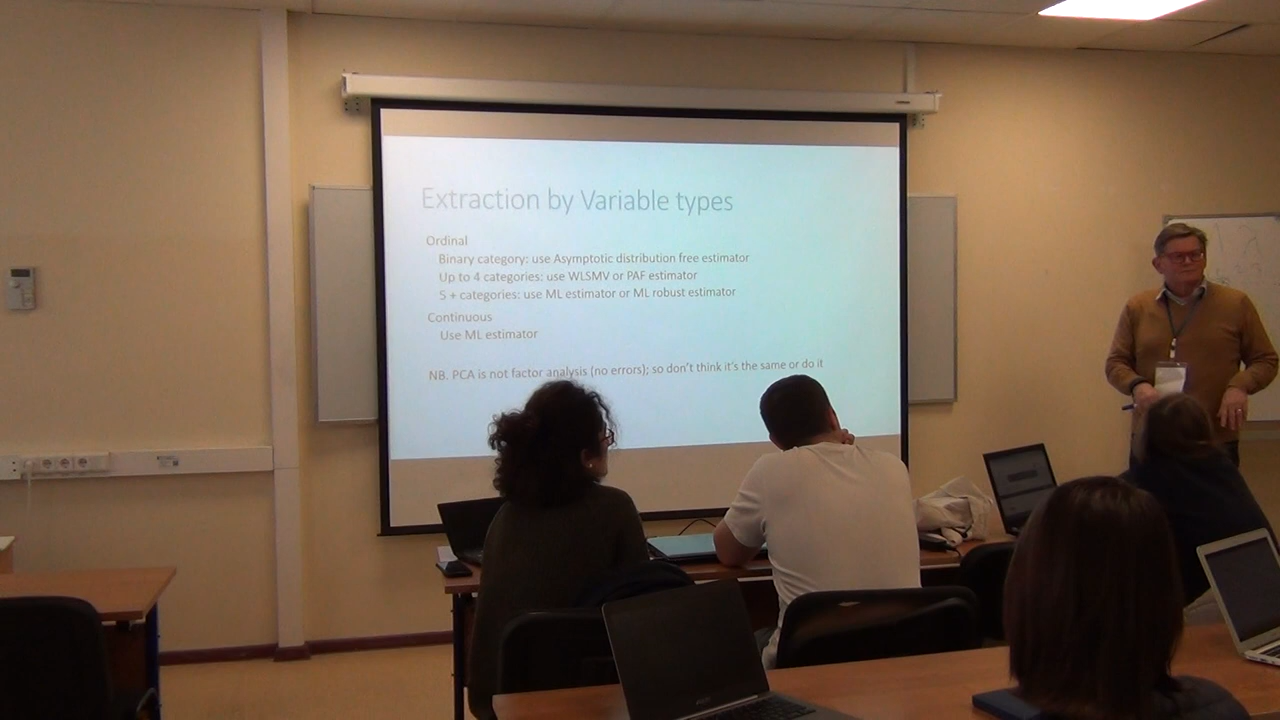 Extraction by Variable types
Ordinal
Binary category: use Asymptotic distribution free estimator
Up to 4 categories: use WLSMV or PAF estimator
5 + categories: use ML estimator or ML robust estimator
Continuous
Use ML estimator
NB. PCA is not factor analysis (no errors); so don't think it's the same or do it